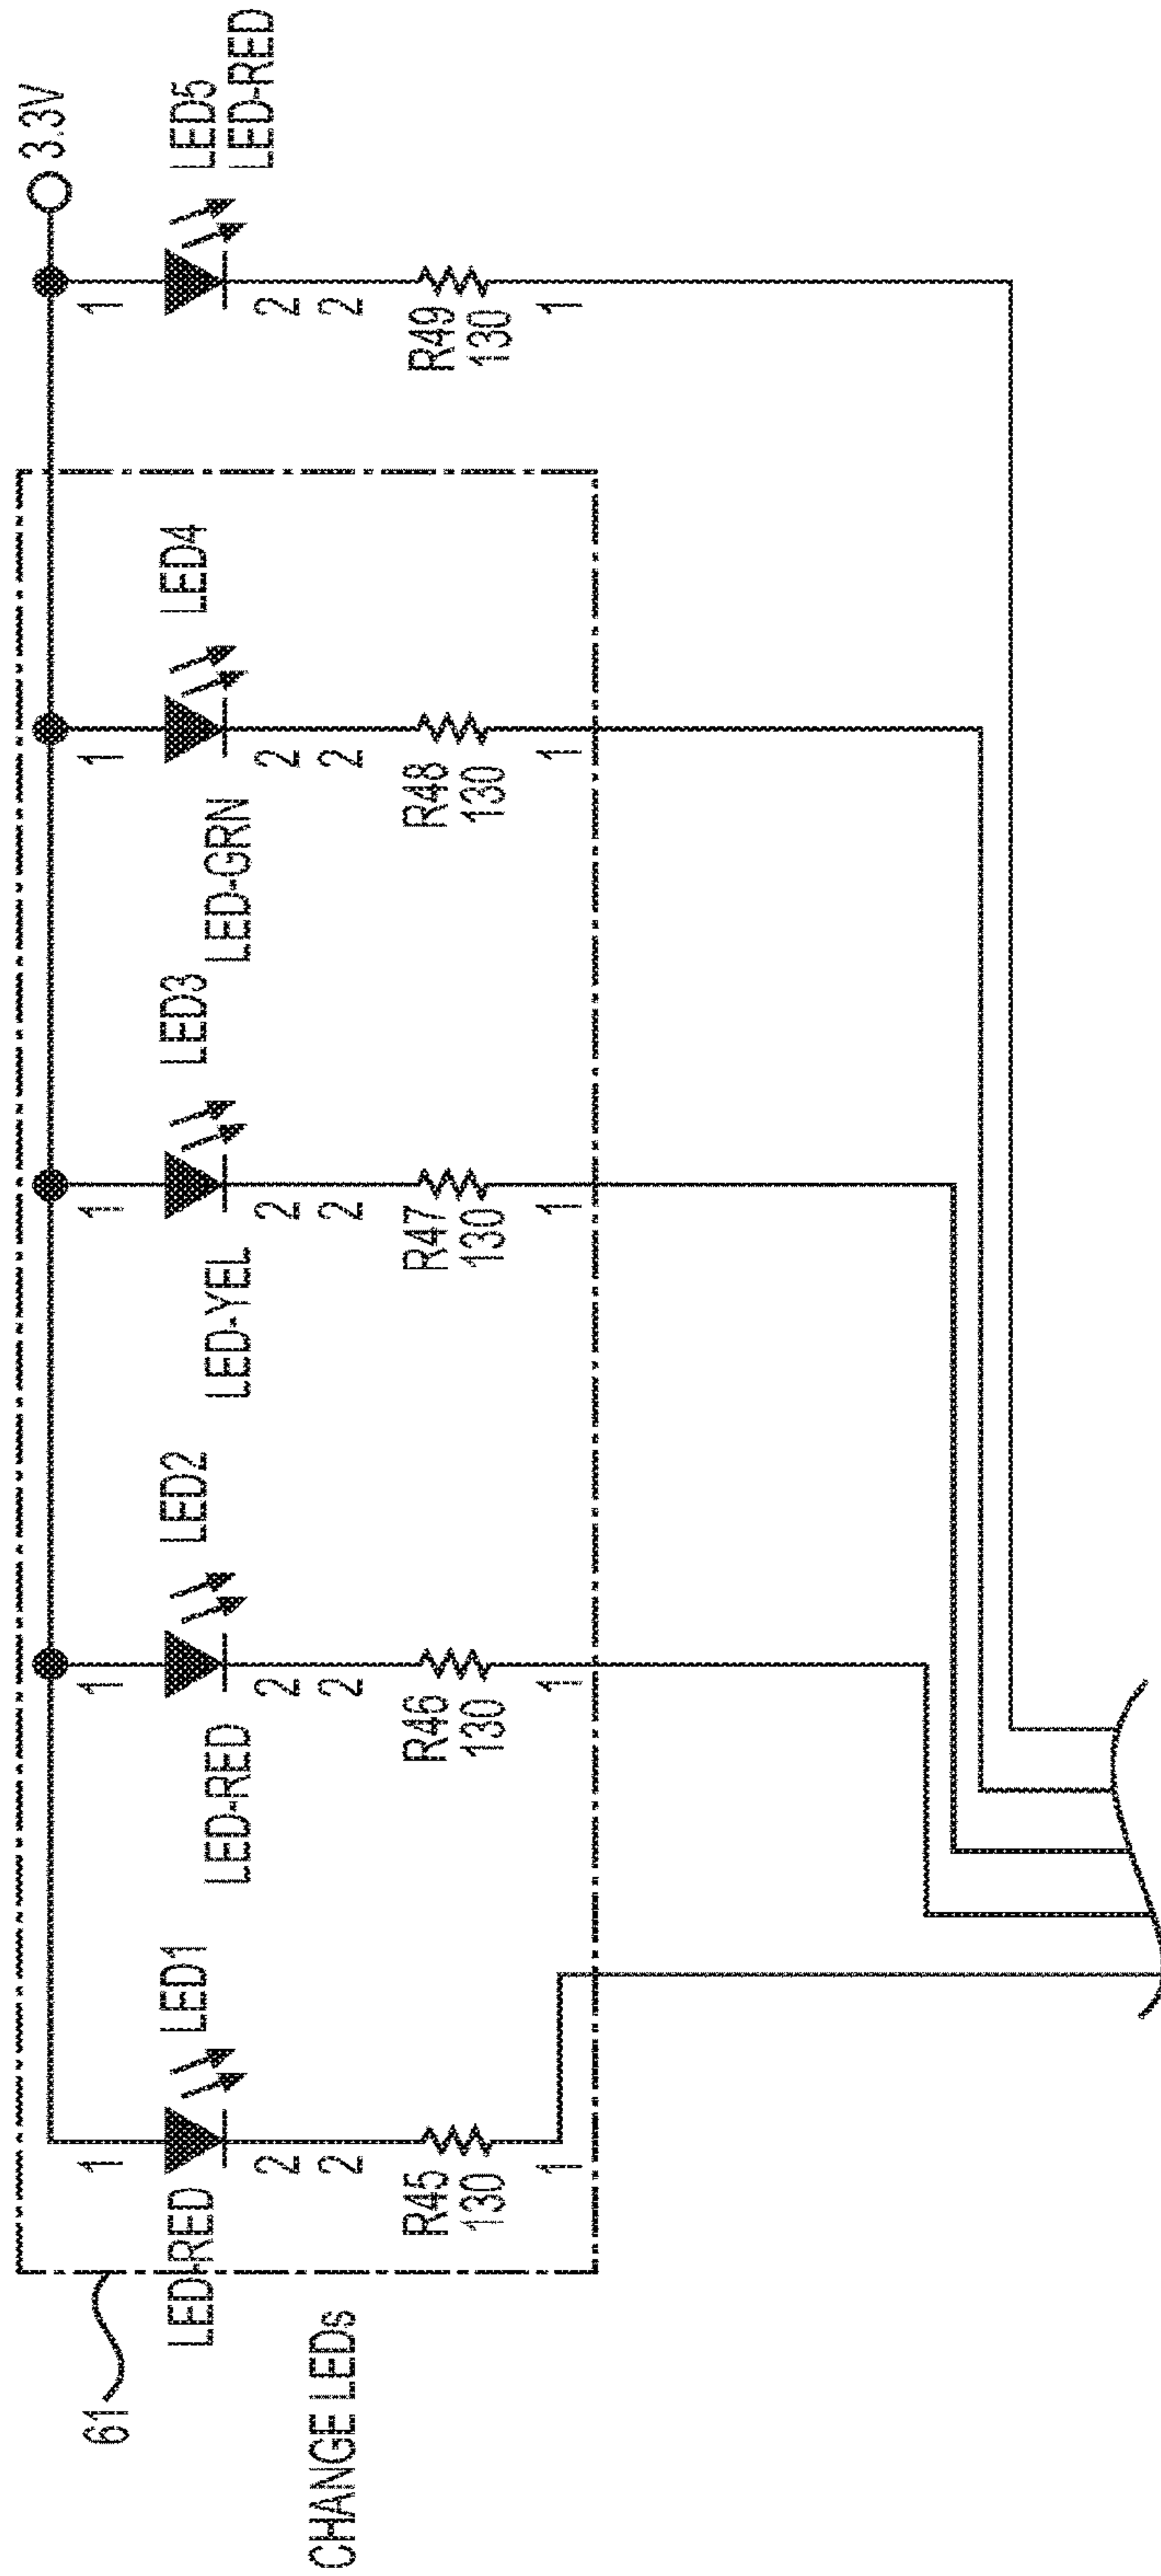 3.3V
1
LED5
LED-RED
2
2
R49
130
1
1
LED4
LED-GRN
2
2
R48
130
1
1
LED3
LED-YEL
2
2
R47
130
1
1
LED2
LED-RED
2
2
R46
130
1
1
LED1
LED-RED
2
2
R45
130
1
61
CHANGE LEDs